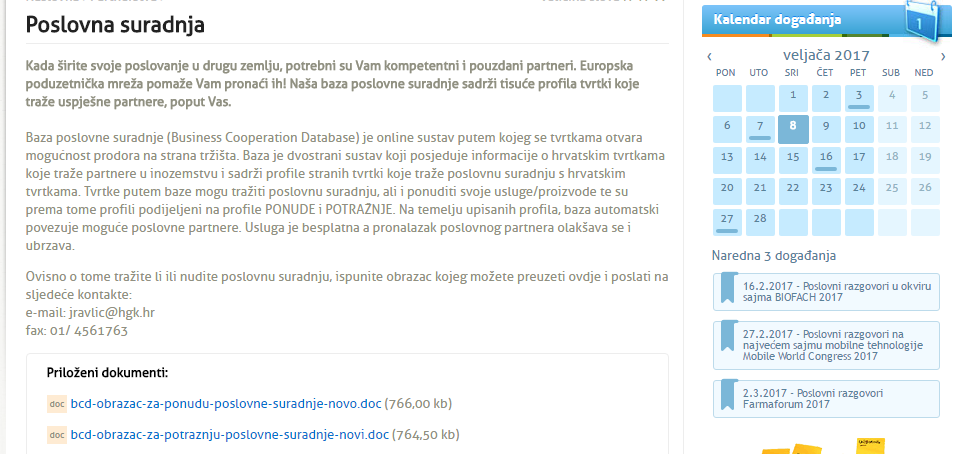 Poslovna suradnja
Kada širite svoje poslovanje u drugu zemlju, potrebni su Vam kompetentni i pouzdani partneri. Europska
poduzetnička mreža pomaže Vam pronaći ih! Naša baza poslovne suradnje sadrži tisuće profila tvrtki koje
traže uspješne partnere, poput Vas.
Baza poslovne suradnje (Business Cooperation Database) je online sustav putem kojeg se tvrtkama otvara
mogućnost prodora na strana tržišta. Baza je dvostrani sustav koji posjeduje informacije o hrvatskim tvrtkama
koje traže partnere u inozemstvu i sadrži profile stranih tvrtki koje traže poslovnu suradnju s hrvatskim
tvrtkama. Tvrtke putem baze mogu tražiti poslovnu suradnju, ali i ponuditi svoje usluge/proizvode te su
prema tome profili podijeljeni na profile PONUDE i POTRAŽNJE. Na temelju upisanih profila, baza automatski
povezuje moguće poslovne partnere. Usluga je besplatna a pronalazak poslovnog partnera olakšava se i
ubrzava.
Ovisno o tome tražite li ili nudite poslovnu suradnju, ispunite obrazac kojeg možete preuzeti ovdje i poslati na
sljedeće kontakte:
e-mail: jravlic@hgk.hr
fax: 01/ 4561763
Priloženi dokumenti:
doc bcd-obrazac-za-ponudu-poslovne-suradnje-novo.doc (766,00 kb)
doc bcd-obrazac-za-potraznju-poslovne-suradnje-novi.doc (764,50 kb)
Kalendar događanja
1
‹ veljača 2017 ›
PON UTO SRI ČET PET SUB NED
1 2 3 4 5
6 7 8 9 10 11 12
13 14 15 16 17 18 19
20 21 22 23 24 25 26
27 28
Naredna 3 događanja
16.2.2017 - Poslovni razgovori u okviru
sajma BIOFACH 2017
27.2.2017 - Poslovni razgovori na
najvećem sajmu mobilne tehnologije
Mobile World Congress 2017
2.3.2017 - Poslovni razgovori
Farmaforum 2017